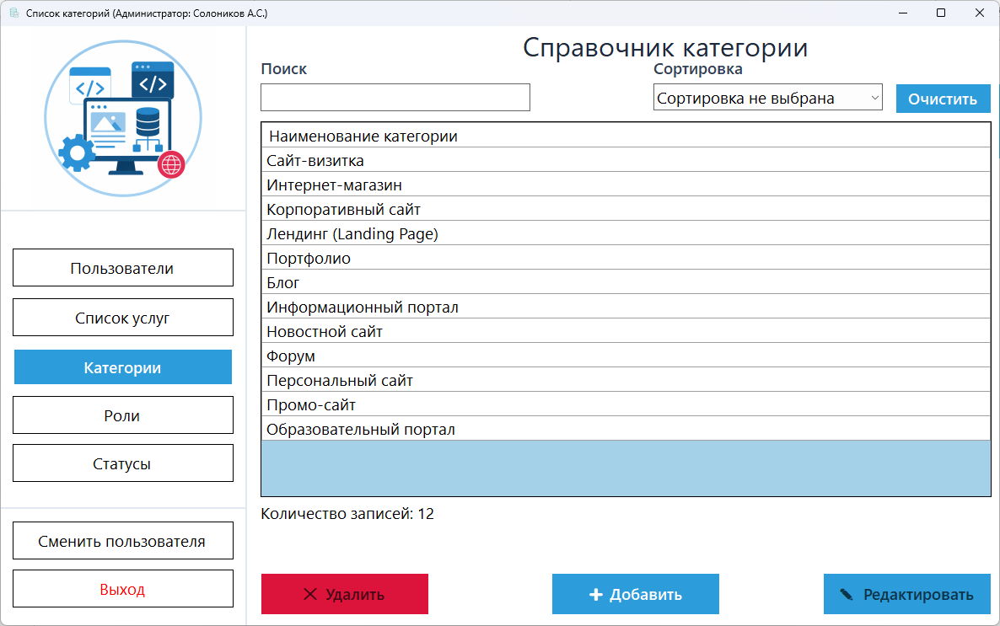 Список категорий (Администратор: Солоников А.С.)
Справочник категории
Поиск
Сортировка
Сортировка не выбрана
Очистить
Наименование категории
Сайт-визитка
Интернет-магазин
Корпоративный сайт
Лендинг (Landing Page)
Портфолио
Блог
Информационный портал
Новостной сайт
Форум
Персональный сайт
Промо-сайт
Образовательный портал
Количество записей: 12
Пользователи
Список услуг
Категории
Роли
Статусы
Сменить пользователя
Выход
Удалить
Добавить
Редактировать